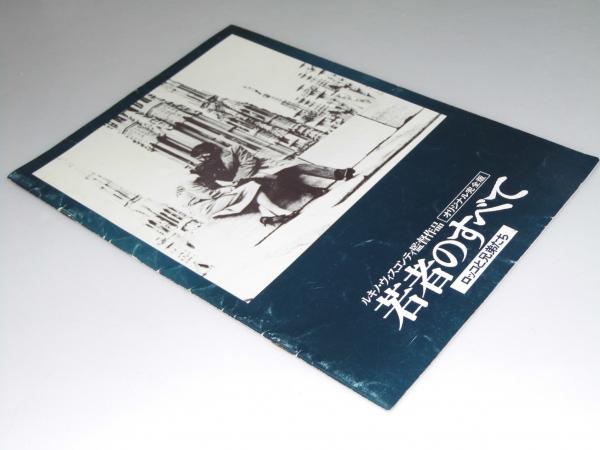 ルキノ・ヴィスコンティ監督作品 オリジナル完全版
若者のすべて
ロッコと兄弟たち